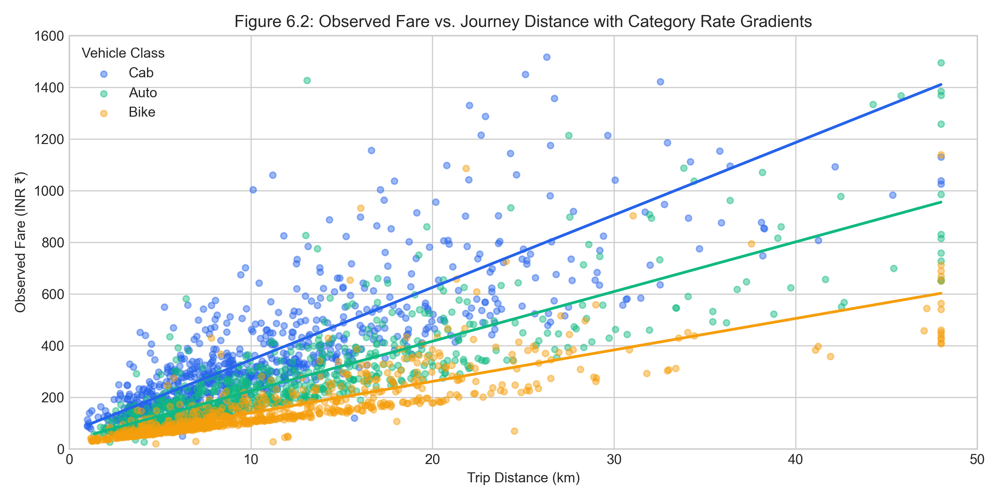 Figure 6.2: Observed Fare vs. Journey Distance with Category Rate Gradients
1600
1400
1200
1000
800
600
400
200
0
Observed Fare (INR ₹)
Vehicle Class
Cab
Auto
Bike
0 10 20 30 40 50
Trip Distance (km)